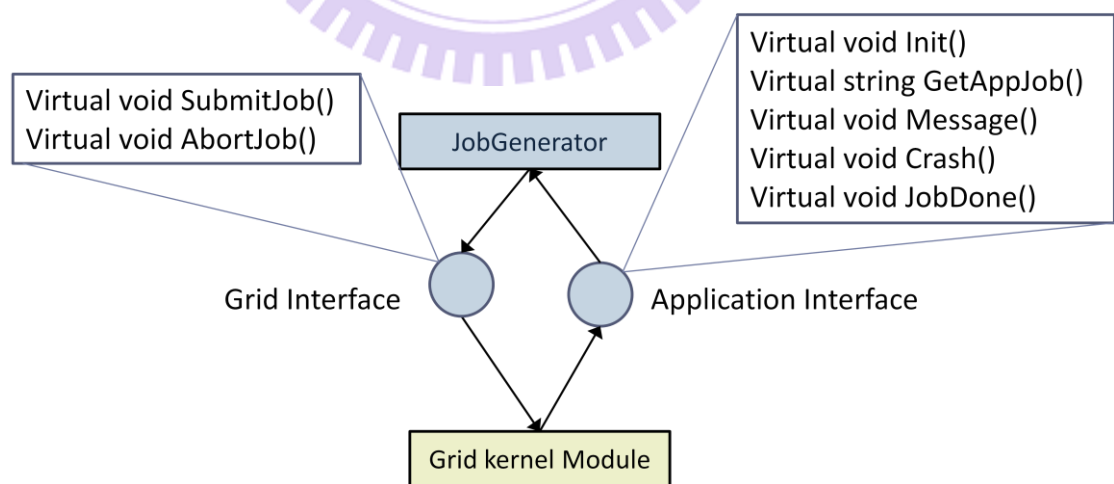 Virtual void SubmitJob()
Virtual void AbortJob()
Virtual void Init()
Virtual string GetAppJob()
Virtual void Message()
Virtual void Crash()
Virtual void JobDone()
JobGenerator
Grid Interface
Application Interface
Grid kernel Module